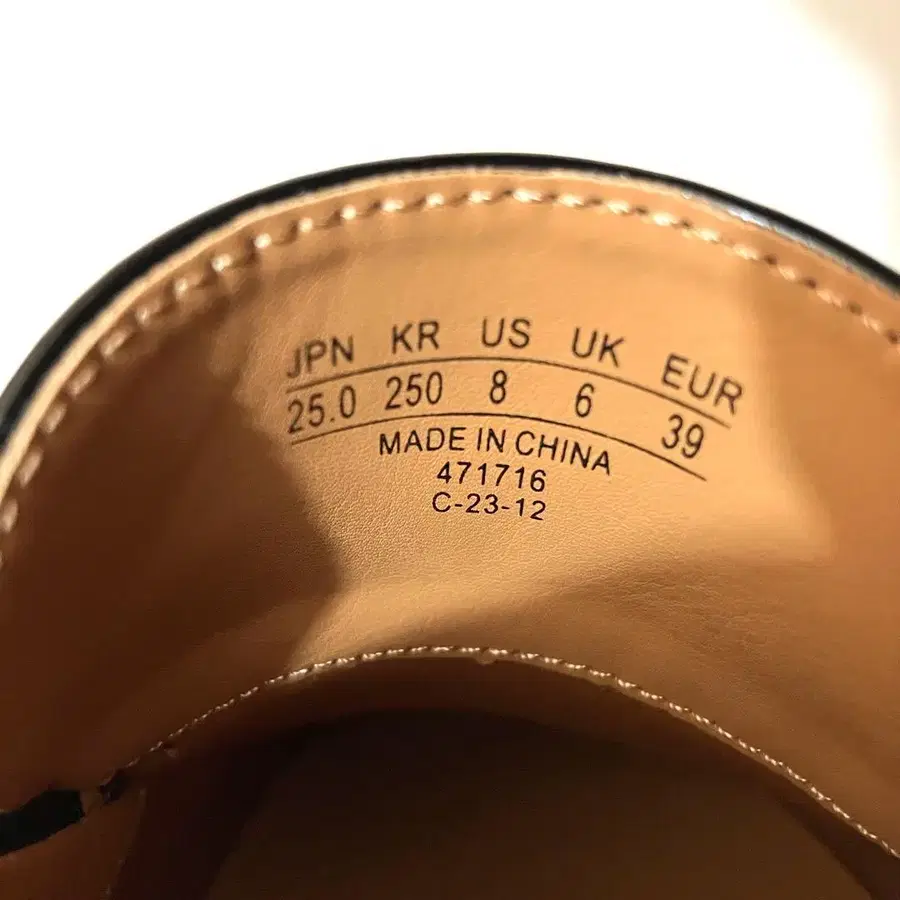 JPN KR US UK EUR
25.0 250 8 6 39
MADE IN CHINA
471716
C-23-12